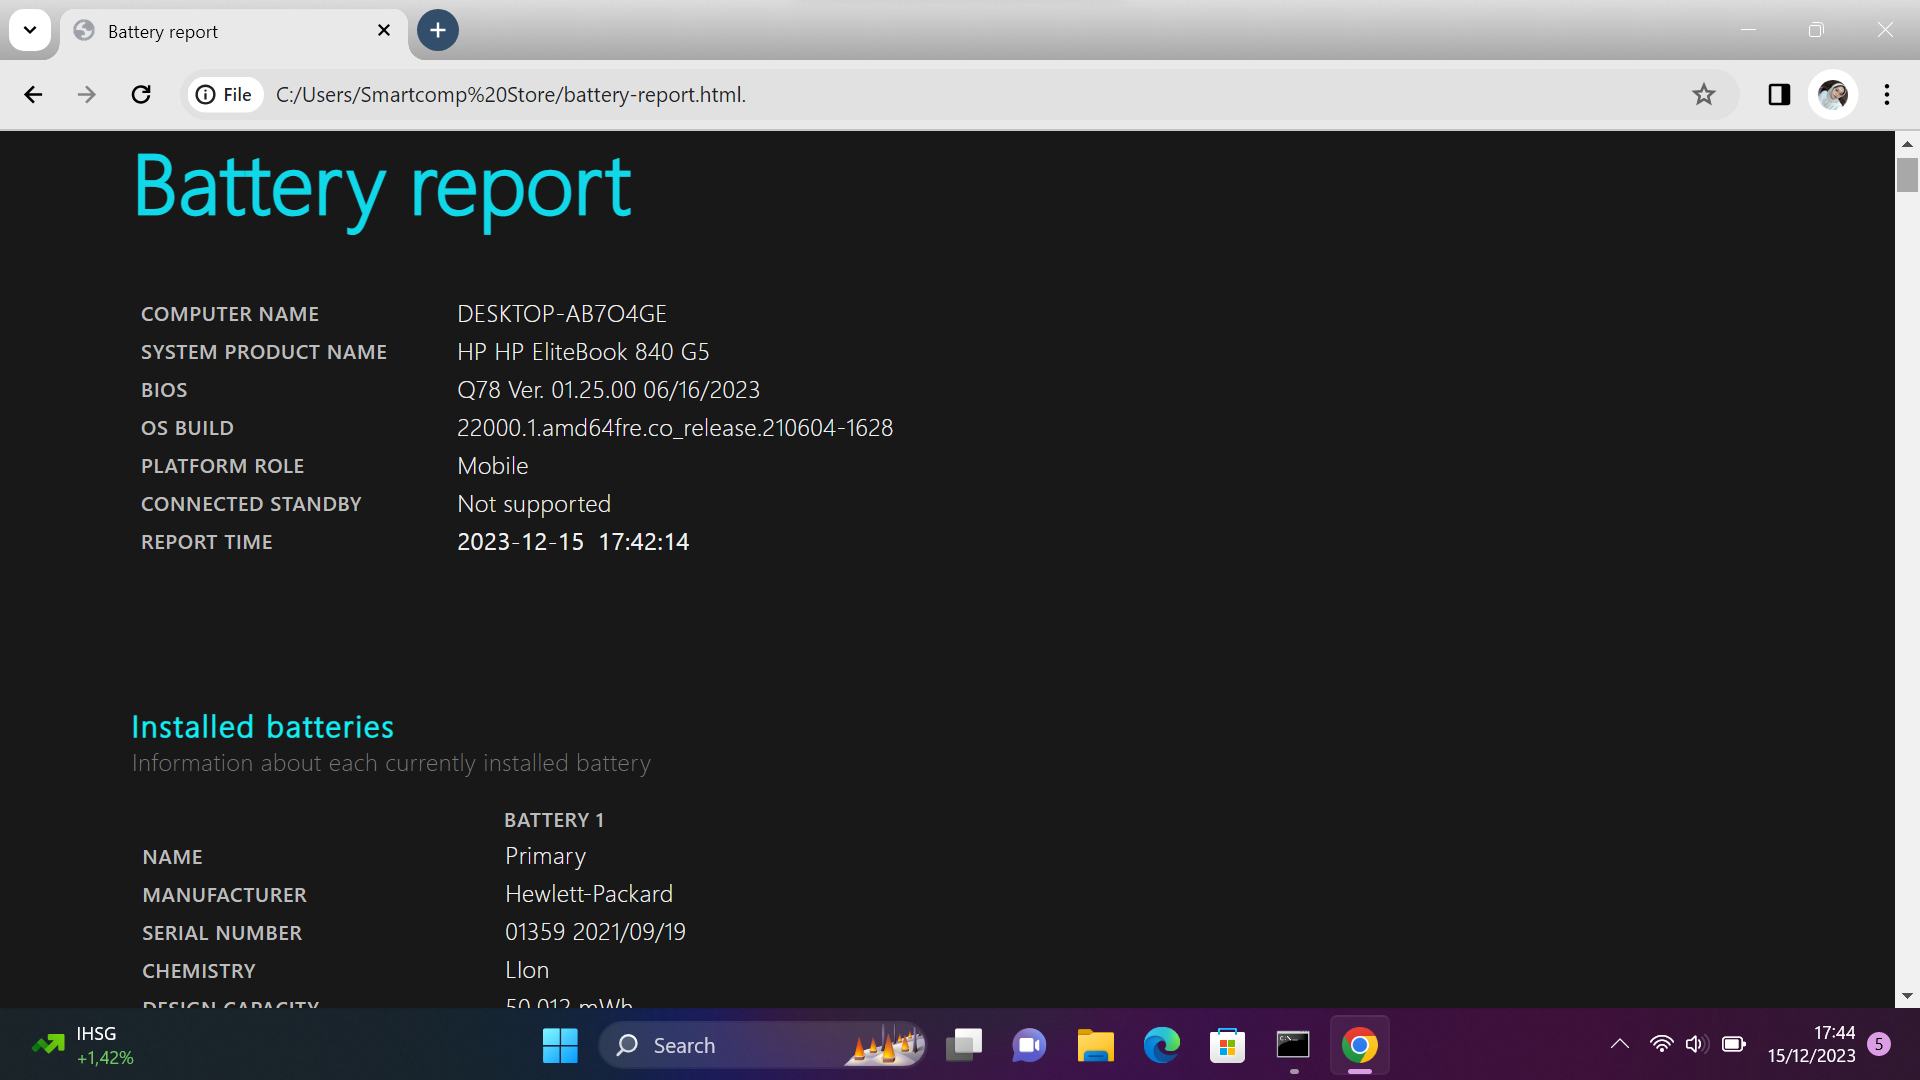 Battery report
File C:/Users/Smartcomp%20Store/battery-report.html.
Battery report
COMPUTER NAME DESKTOP-AB7O4GE
SYSTEM PRODUCT NAME HP HP EliteBook 840 G5
BIOS Q78 Ver. 01.25.00 06/16/2023
OS BUILD 22000.1.amd64fre.co_release.210604-1628
PLATFORM ROLE Mobile
CONNECTED STANDBY Not supported
REPORT TIME 2023-12-15 17:42:14
Installed batteries
Information about each currently installed battery
BATTERY 1
NAME Primary
MANUFACTURER Hewlett-Packard
SERIAL NUMBER 01359 2021/09/19
CHEMISTRY LIon
DESIGN CAPACITY 50.012 mWh
IHSG
+1,42%
Search
17:44
15/12/2023
5